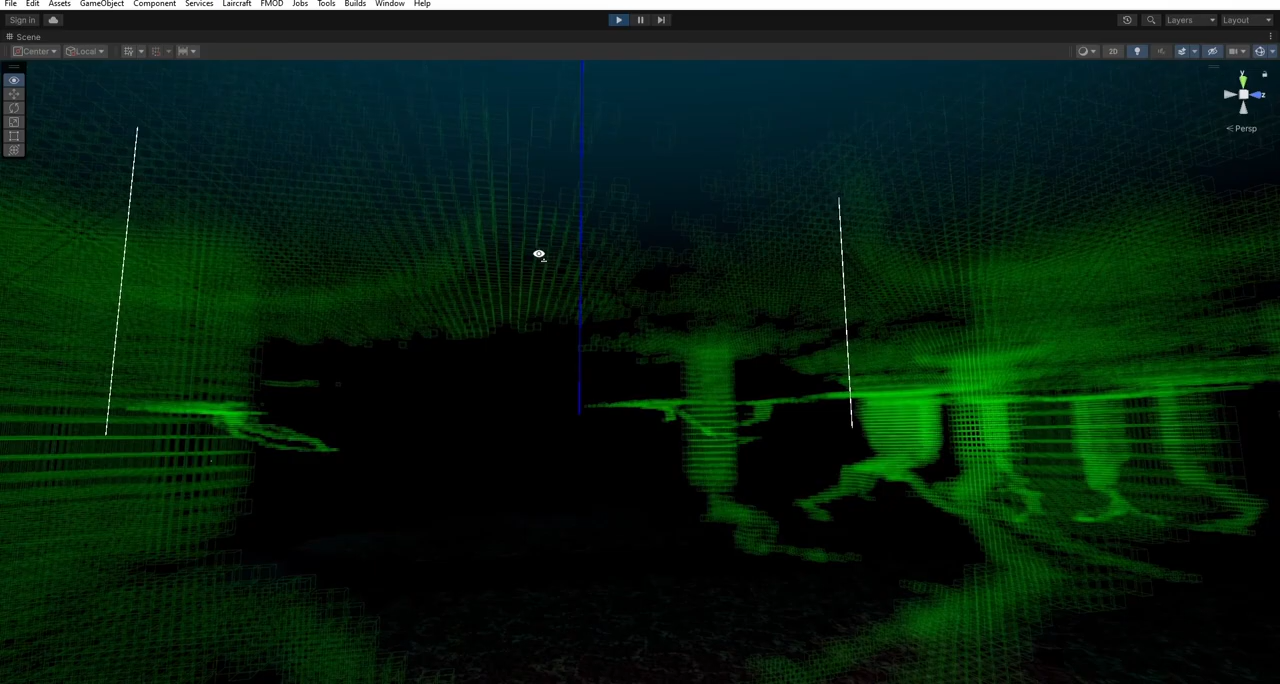 File Edit Assets GameObject Component Services Laircraft FMOD Jobs Tools Builds Window Help
Sign in Layers Layout
Scene
Center Local 2D
y
z
Persp